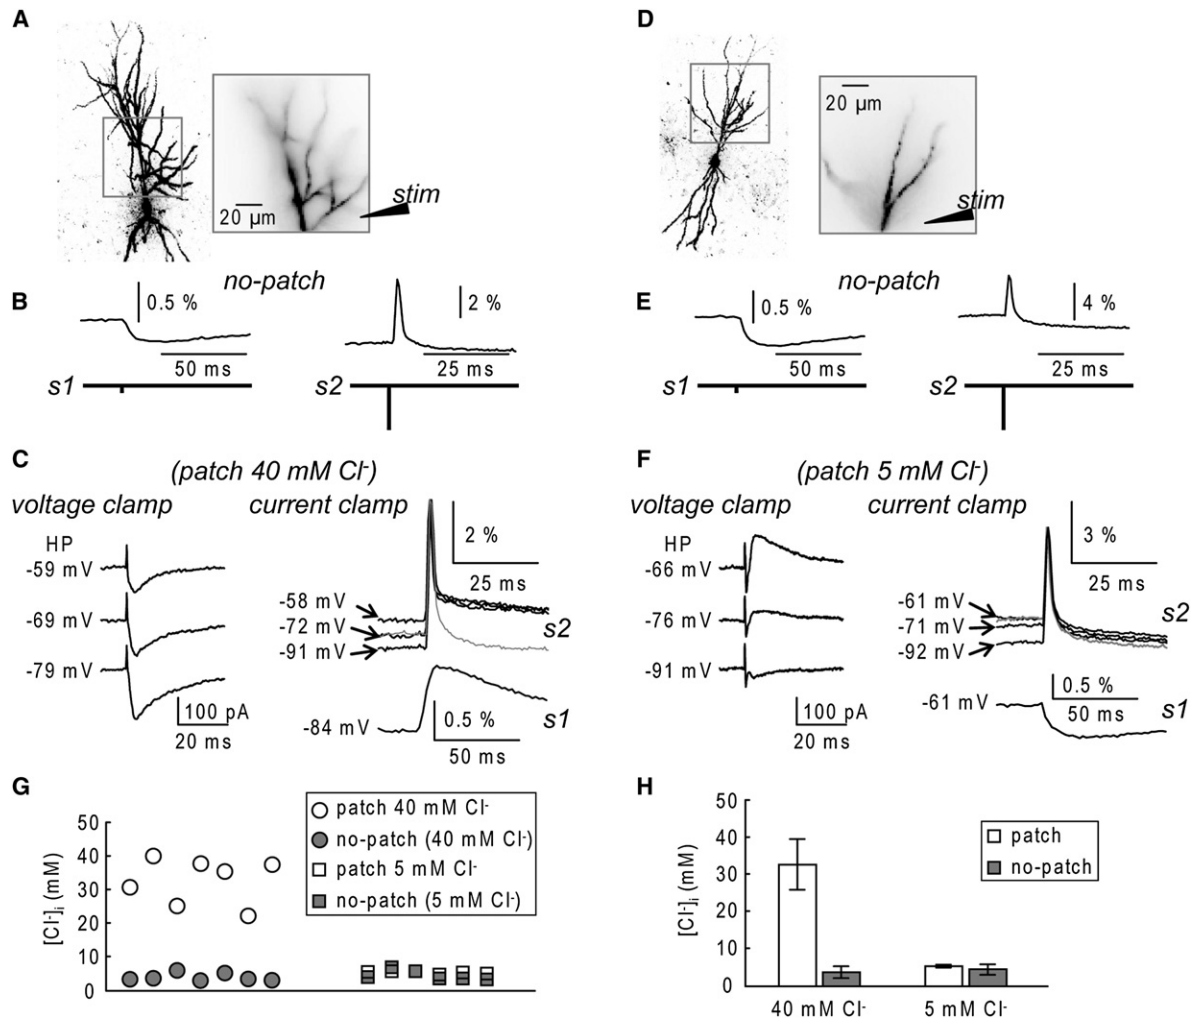 A
D
20 µm
stim
20 µm
stim
no-patch
no-patch
B
0.5 %
2 %
E
0.5 %
4 %
50 ms
25 ms
50 ms
25 ms
s1
s2
s1
s2
C
(patch 40 mM Cl⁻)
voltage clamp
current clamp
HP
-59 mV
-69 mV
-79 mV
100 pA
20 ms
2 %
25 ms
-58 mV
-72 mV
-91 mV
s2
-84 mV
0.5 %
50 ms
s1
F
(patch 5 mM Cl⁻)
voltage clamp
current clamp
HP
-66 mV
-76 mV
-91 mV
100 pA
20 ms
3 %
25 ms
-61 mV
-71 mV
-92 mV
s2
0.5 %
50 ms
-61 mV
s1
G
patch 40 mM Cl⁻
no-patch (40 mM Cl⁻)
patch 5 mM Cl⁻
no-patch (5 mM Cl⁻)
[Cl⁻]i (mM)
50
40
30
20
10
0
H
patch
no-patch
[Cl⁻]i (mM)
50
40
30
20
10
0
40 mM Cl⁻
5 mM Cl⁻